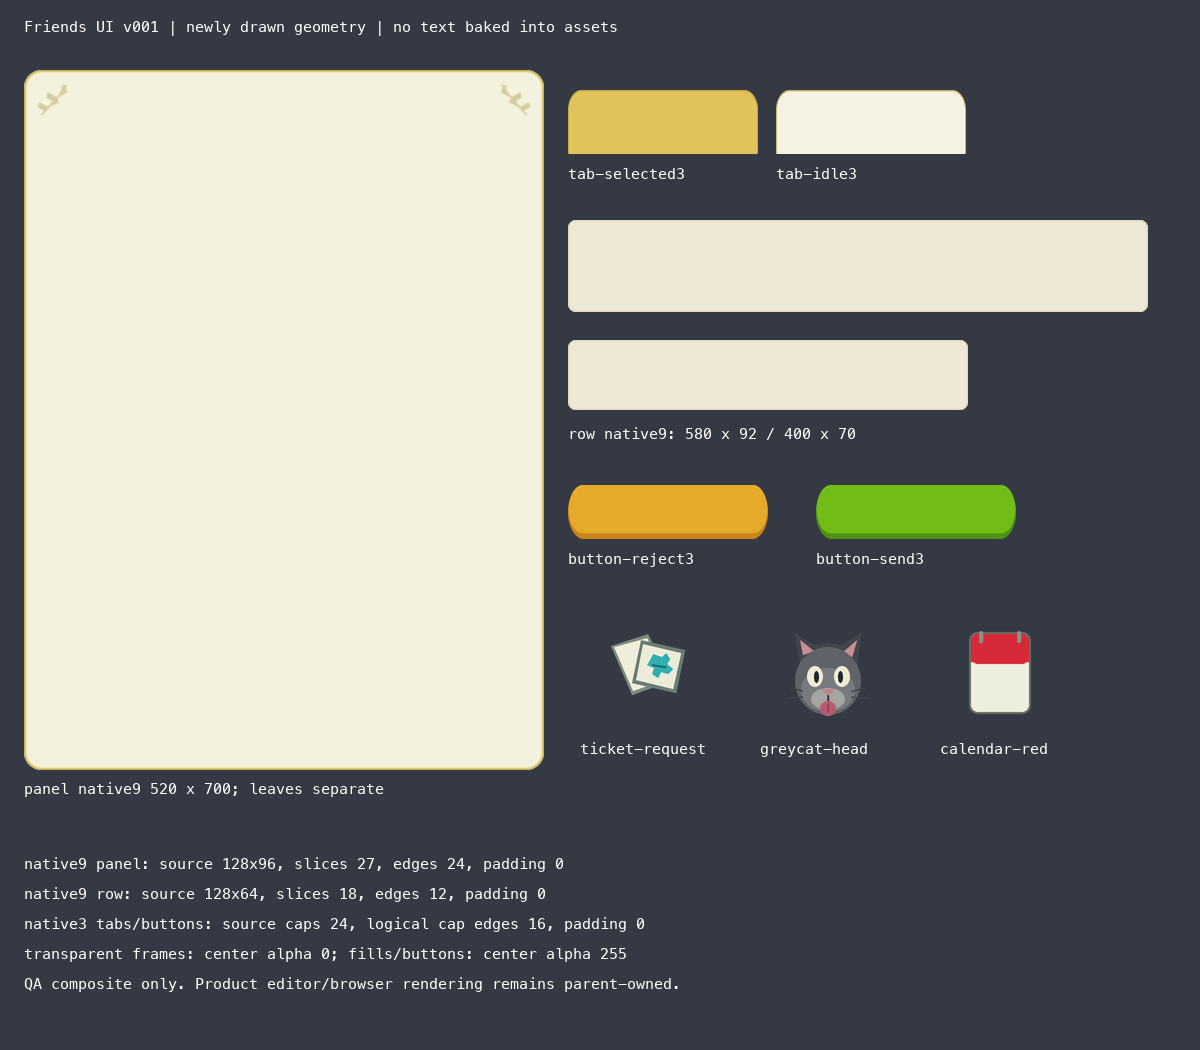 Friends UI v001 | newly drawn geometry | no text baked into assets
tab-selected3
tab-idle3
row native9: 580 x 92 / 400 x 70
button-reject3
button-send3
ticket-request
greycat-head
calendar-red
panel native9 520 x 700; leaves separate
native9 panel: source 128x96, slices 27, edges 24, padding 0
native9 row: source 128x64, slices 18, edges 12, padding 0
native3 tabs/buttons: source caps 24, logical cap edges 16, padding 0
transparent frames: center alpha 0; fills/buttons: center alpha 255
QA composite only. Product editor/browser rendering remains parent-owned.